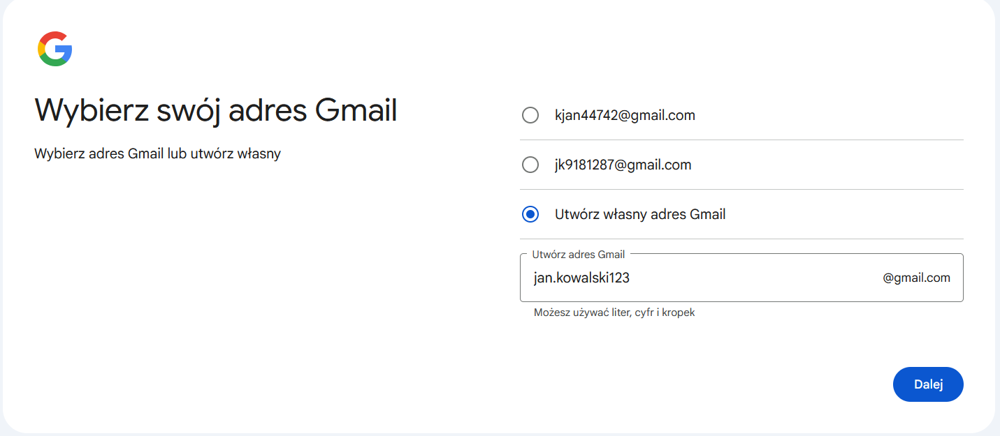 Wybierz swój adres Gmail
Wybierz adres Gmail lub utwórz własny
kjan44742@gmail.com
jk9181287@gmail.com
Utwórz własny adres Gmail
Utwórz adres Gmail
jan.kowalski123 @gmail.com
Możesz używać liter, cyfr i kropek
Dalej